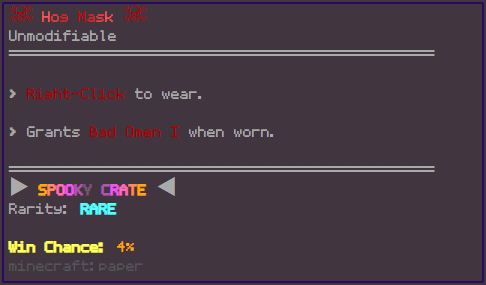 Hog Mask
Unmodifiable
> Right-Click to wear.
> Grants Bad Omen I when worn.
▶ SPOOKY CRATE ◀
Rarity: RARE
Win Chance: 4%
minecraft:paper